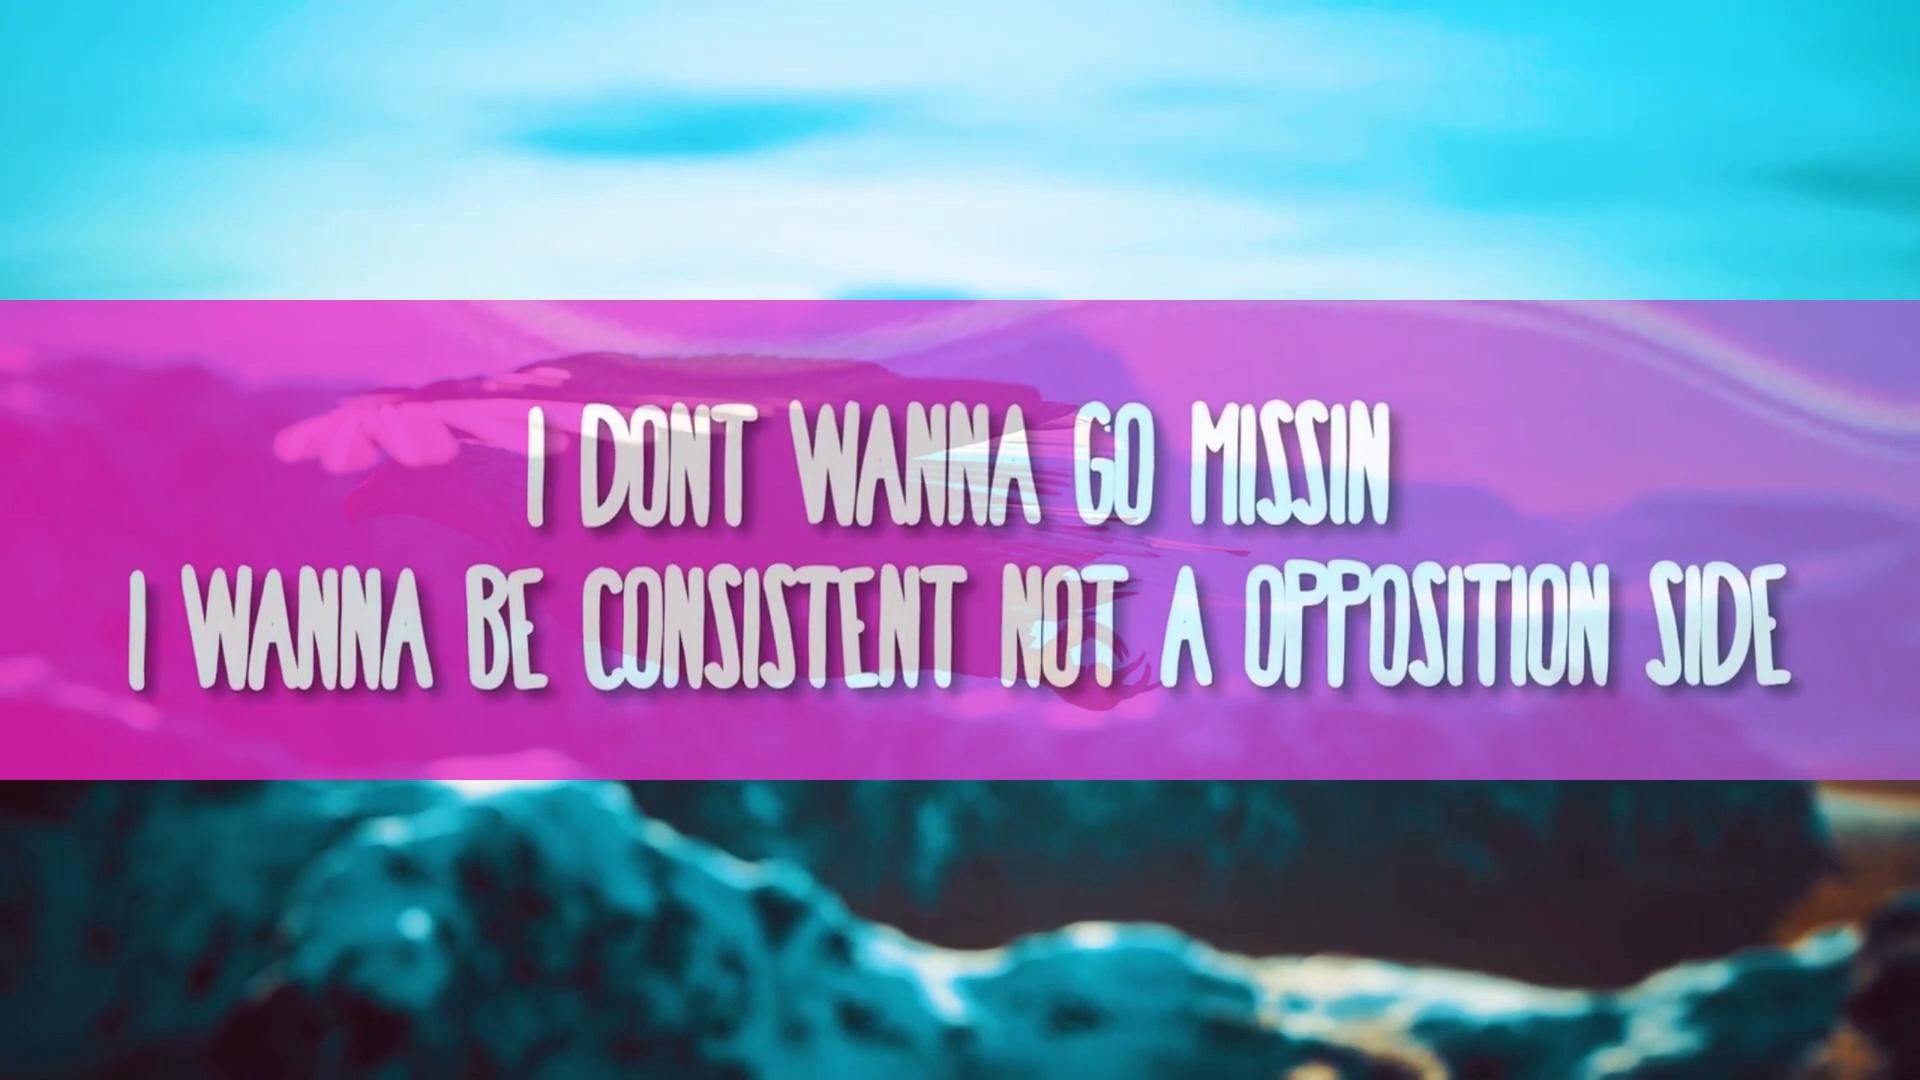 I DONT WANNA GO MISSIN
I WANNA BE CONSISTENT NOT A OPPOSITION SIDE